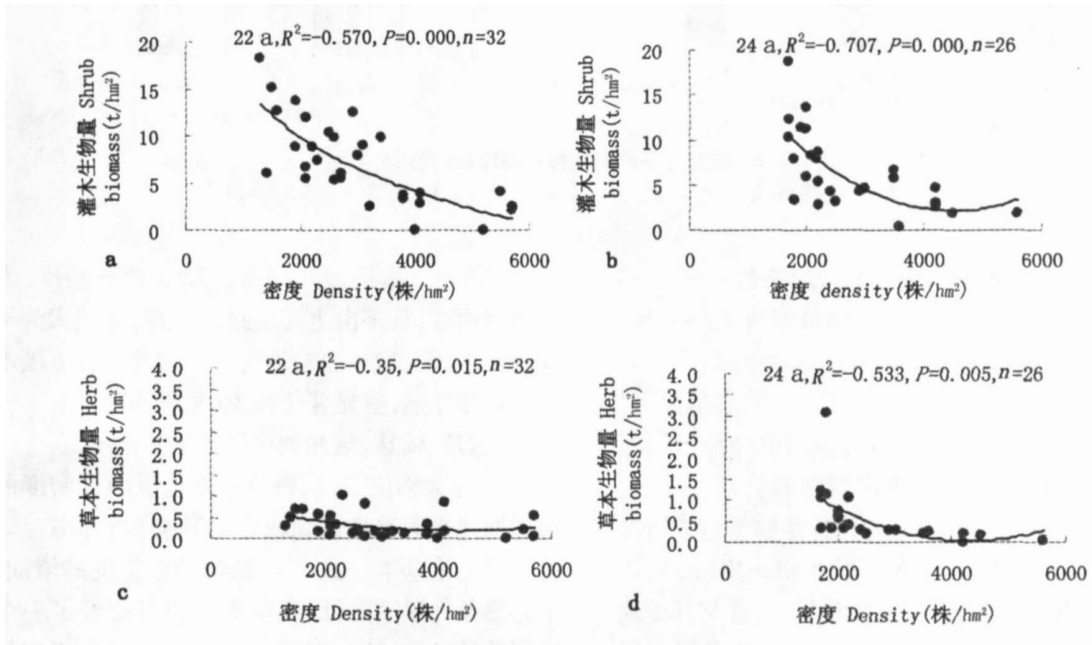 22 a, R²=-0.570, P=0.000, n=32
灌木生物量 Shrub
biomass(t/hm²)
20
15
10
5
0
a
0 2000 4000 6000
密度 Density(株/hm²)
24 a, R²=-0.707, P=0.000, n=26
灌木生物量 Shrub
biomass(t/hm²)
20
15
10
5
0
b
0 2000 4000 6000
密度 density(株/hm²)
22 a, R²=-0.35, P=0.015, n=32
草本生物量 Herb
biomass(t/hm²)
4.0
3.5
3.0
2.5
2.0
1.5
1.0
0.5
0.0
c
0 2000 4000 6000
密度 Density(株/hm²)
24 a, R²=-0.533, P=0.005, n=26
草本生物量 Herb
biomass(t/hm²)
4.0
3.5
3.0
2.5
2.0
1.5
1.0
0.5
0.0
d
0 2000 4000 6000
密度 Density(株/hm²)